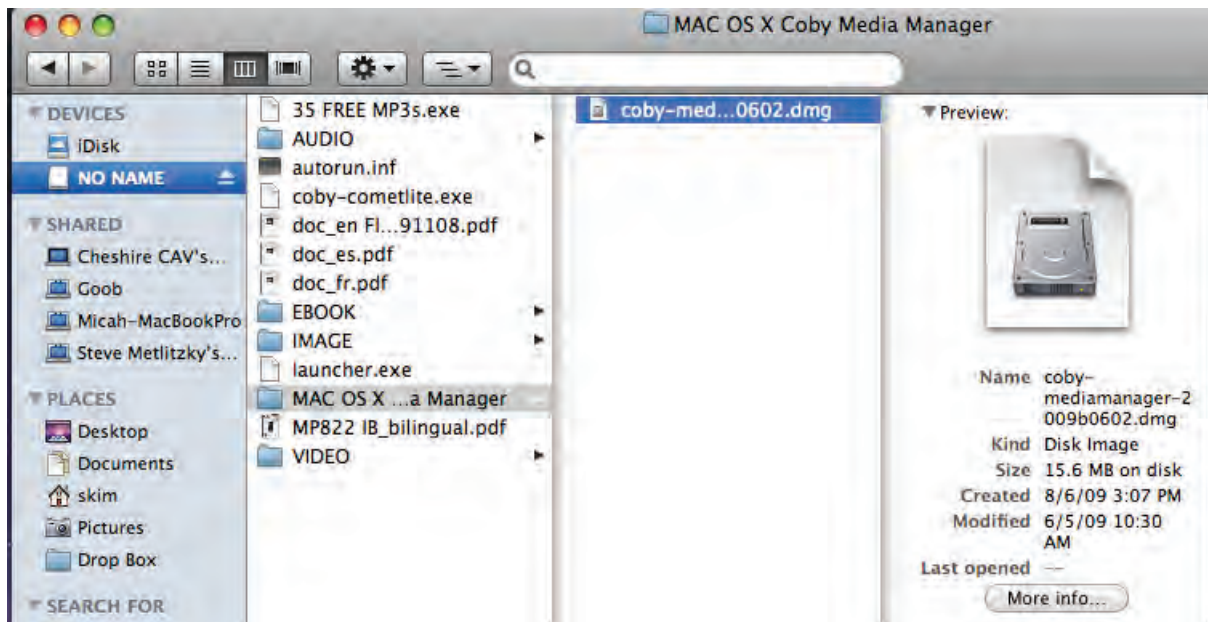 MAC OS X Coby Media Manager
DEVICES
iDisk
NO NAME
SHARED
Cheshire CAV's...
Goob
Micah-MacBookPro
Steve Metlitzky's...
PLACES
Desktop
Documents
skim
Pictures
Drop Box
SEARCH FOR
35 FREE MP3s.exe
AUDIO
autorun.inf
coby-cometlite.exe
doc_en Fl...91108.pdf
doc_es.pdf
doc_fr.pdf
EBOOK
IMAGE
launcher.exe
MAC OS X ...a Manager
MP822 IB_bilingual.pdf
VIDEO
coby-med...0602.dmg
Preview:
Name coby-
mediamanager-2
009b0602.dmg
Kind Disk Image
Size 15.6 MB on disk
Created 8/6/09 3:07 PM
Modified 6/5/09 10:30
AM
Last opened —
More info...